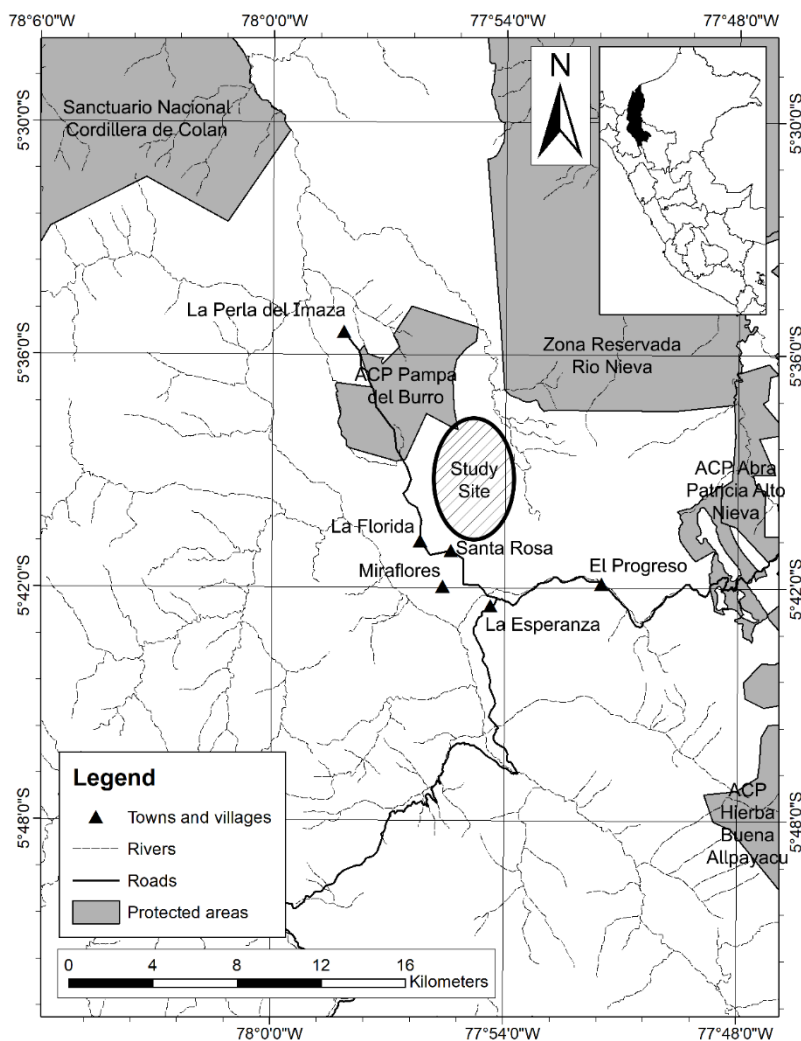 78°6'0"W
78°0'0"W
77°54'0"W
77°48'0"W
5°30'0"S
5°30'0"S
Sanctuario Nacional
Cordillera de Colan
N
La Perla del Imaza
5°36'0"S
5°36'0"S
Zona Reservada
Rio Nieva
ACP Pampa
del Burro
Study
Site
ACP Abra
Patricia Alto
Nieva
La Florida
Santa Rosa
Miraflores
El Progreso
5°42'0"S
5°42'0"S
La Esperanza
Legend
Towns and villages
Rivers
Roads
Protected areas
ACP
Hierba
Buena
Allpayacu
5°48'0"S
5°48'0"S
0 4 8 12 16
Kilometers
78°0'0"W
77°54'0"W
77°48'0"W